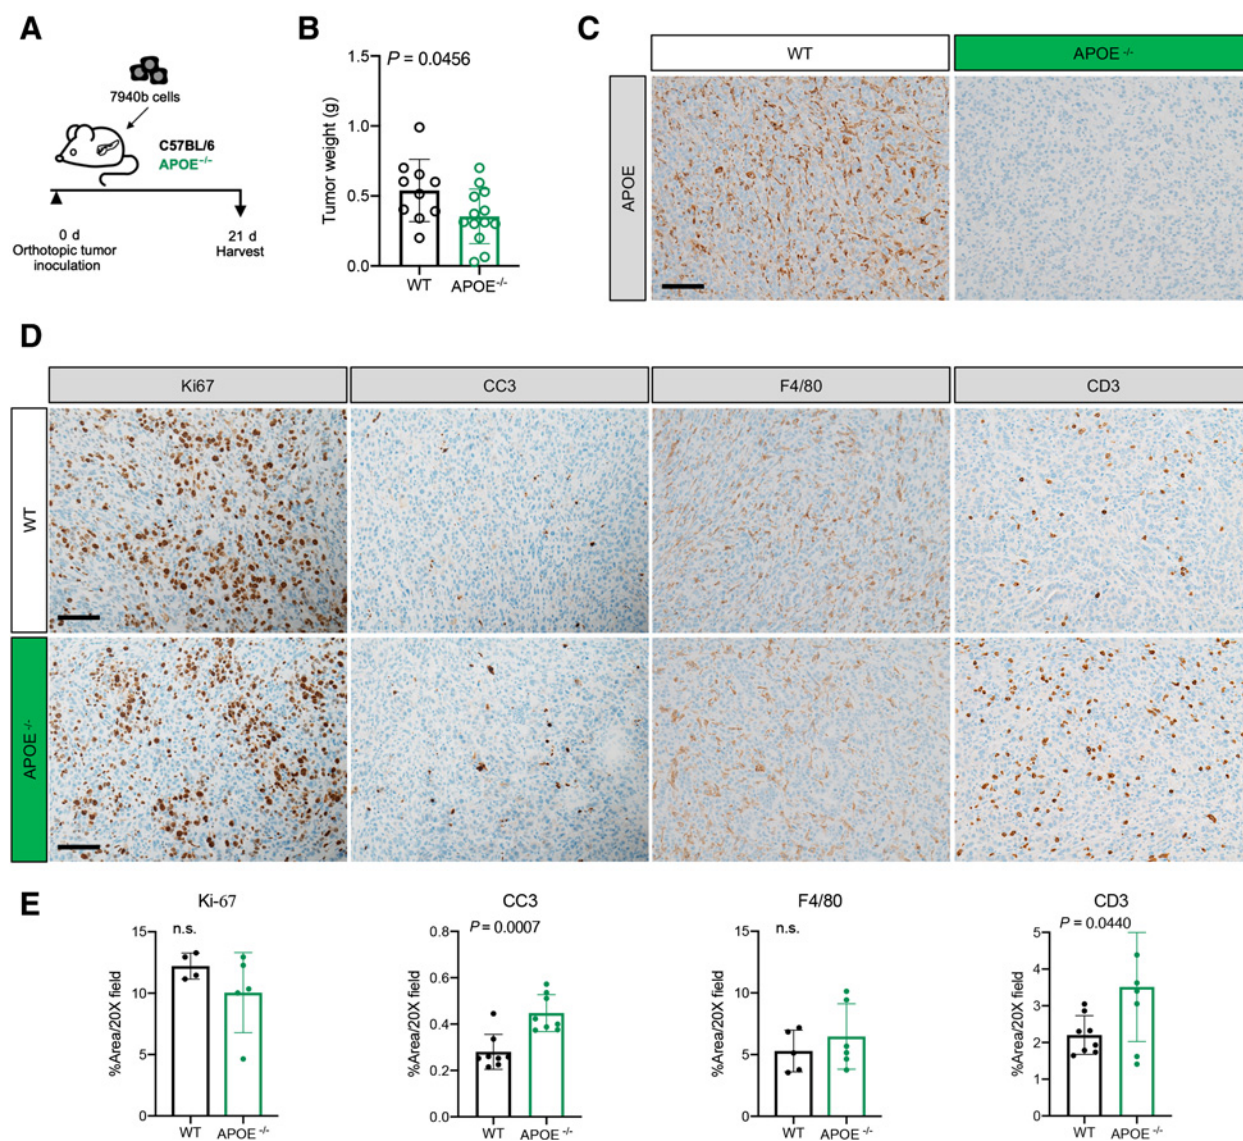 A
7940b cells
C57BL/6
APOE-/-
0 d
Orthotopic tumor
inoculation
21 d
Harvest
B
P = 0.0456
Tumor weight (g)
1.5
1.0
0.5
0.0
WT
APOE-/-
C
WT
APOE -/-
APOE
D
Ki67
CC3
F4/80
CD3
WT
APOE -/-
E
Ki-67
n.s.
%Area/20X field
15
10
5
0
WT
APOE -/-
CC3
P = 0.0007
%Area/20X field
0.8
0.6
0.4
0.2
0.0
WT
APOE -/-
F4/80
n.s.
%Area/20X field
15
10
5
0
WT
APOE -/-
CD3
P = 0.0440
%Area/20X field
5
4
3
2
1
0
WT
APOE -/-